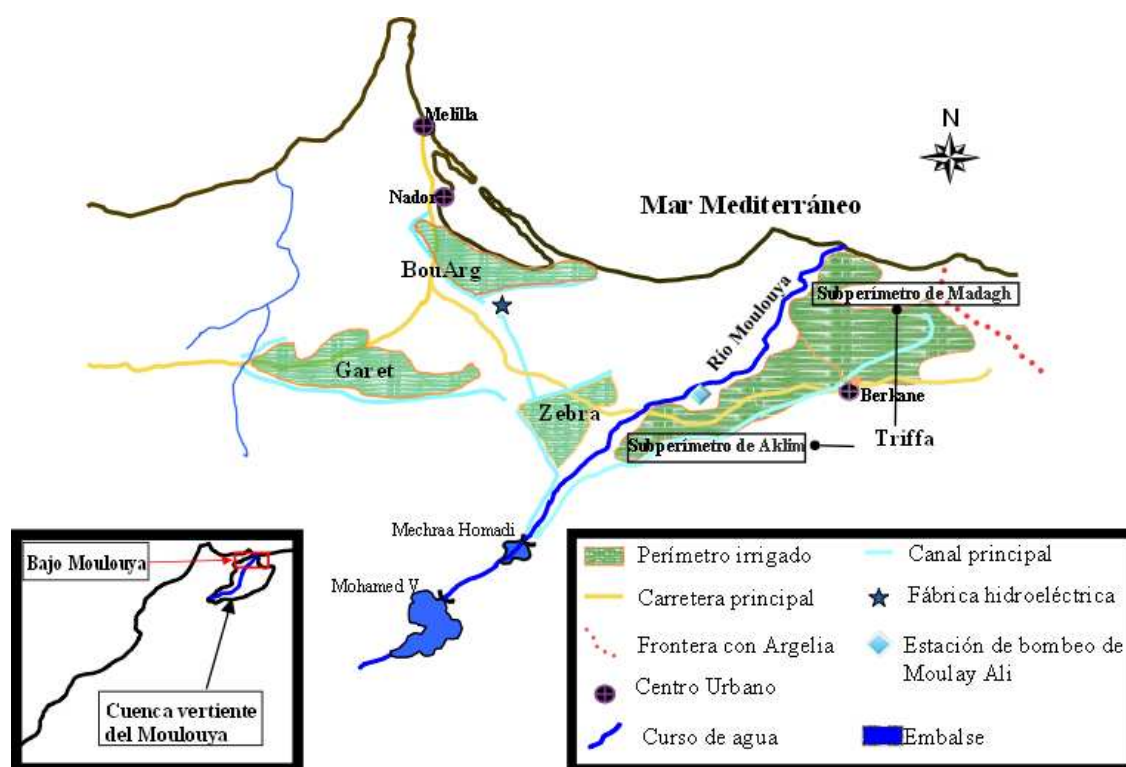 Melilla
N
Nador
Mar Mediterráneo
BouArg
Subperímetro de Madagh
Río Moulouya
Garet
Zebra
Berkane
Subperímetro de Aklim
Triffa
Mechraa Homadi
Mohamed V
Bajo Moulouya
Cuenca vertiente
del Moulouya
Perímetro irrigado
Canal principal
Carretera principal
Fábrica hidroeléctrica
Frontera con Argelia
Estación de bombeo de
Moulay Ali
Centro Urbano
Curso de agua
Embalse